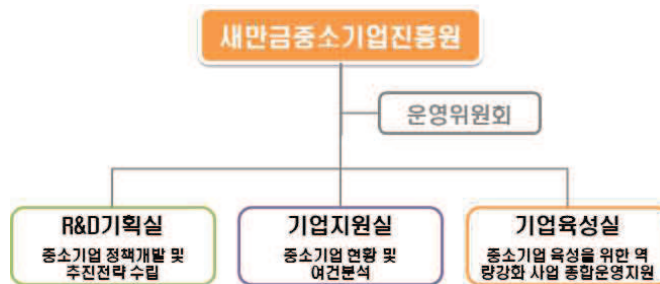 새만금중소기업진흥원
운영위원회
R&D기획실
중소기업 정책개발 및
추진전략 수립
기업지원실
중소기업 현황 및
여건분석
기업육성실
중소기업 육성을 위한 역
량강화 사업 종합운영지원